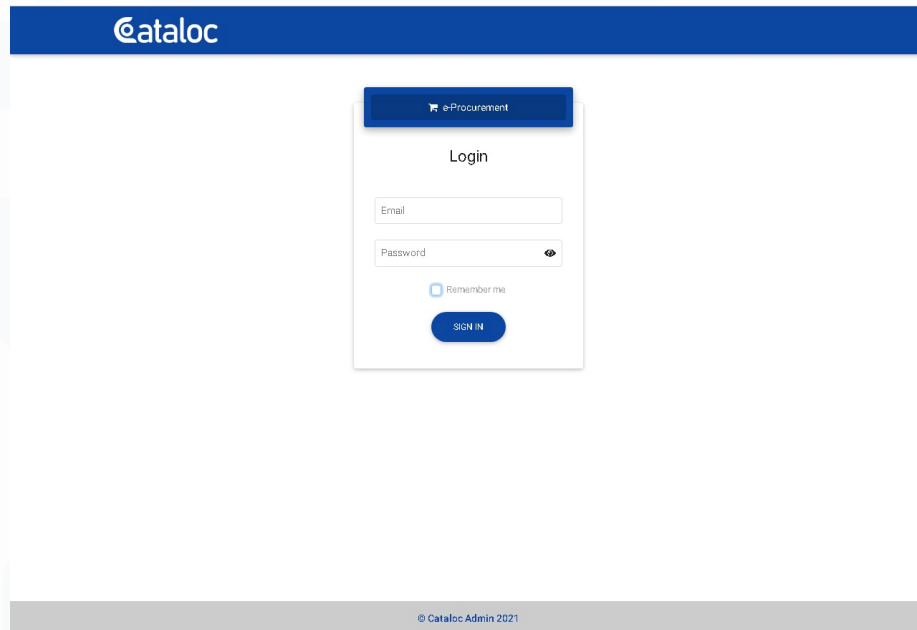 Cataloc
e-Procurement
Login
Email
Password
Remember me
SIGN IN
© Cataloc Admin 2021